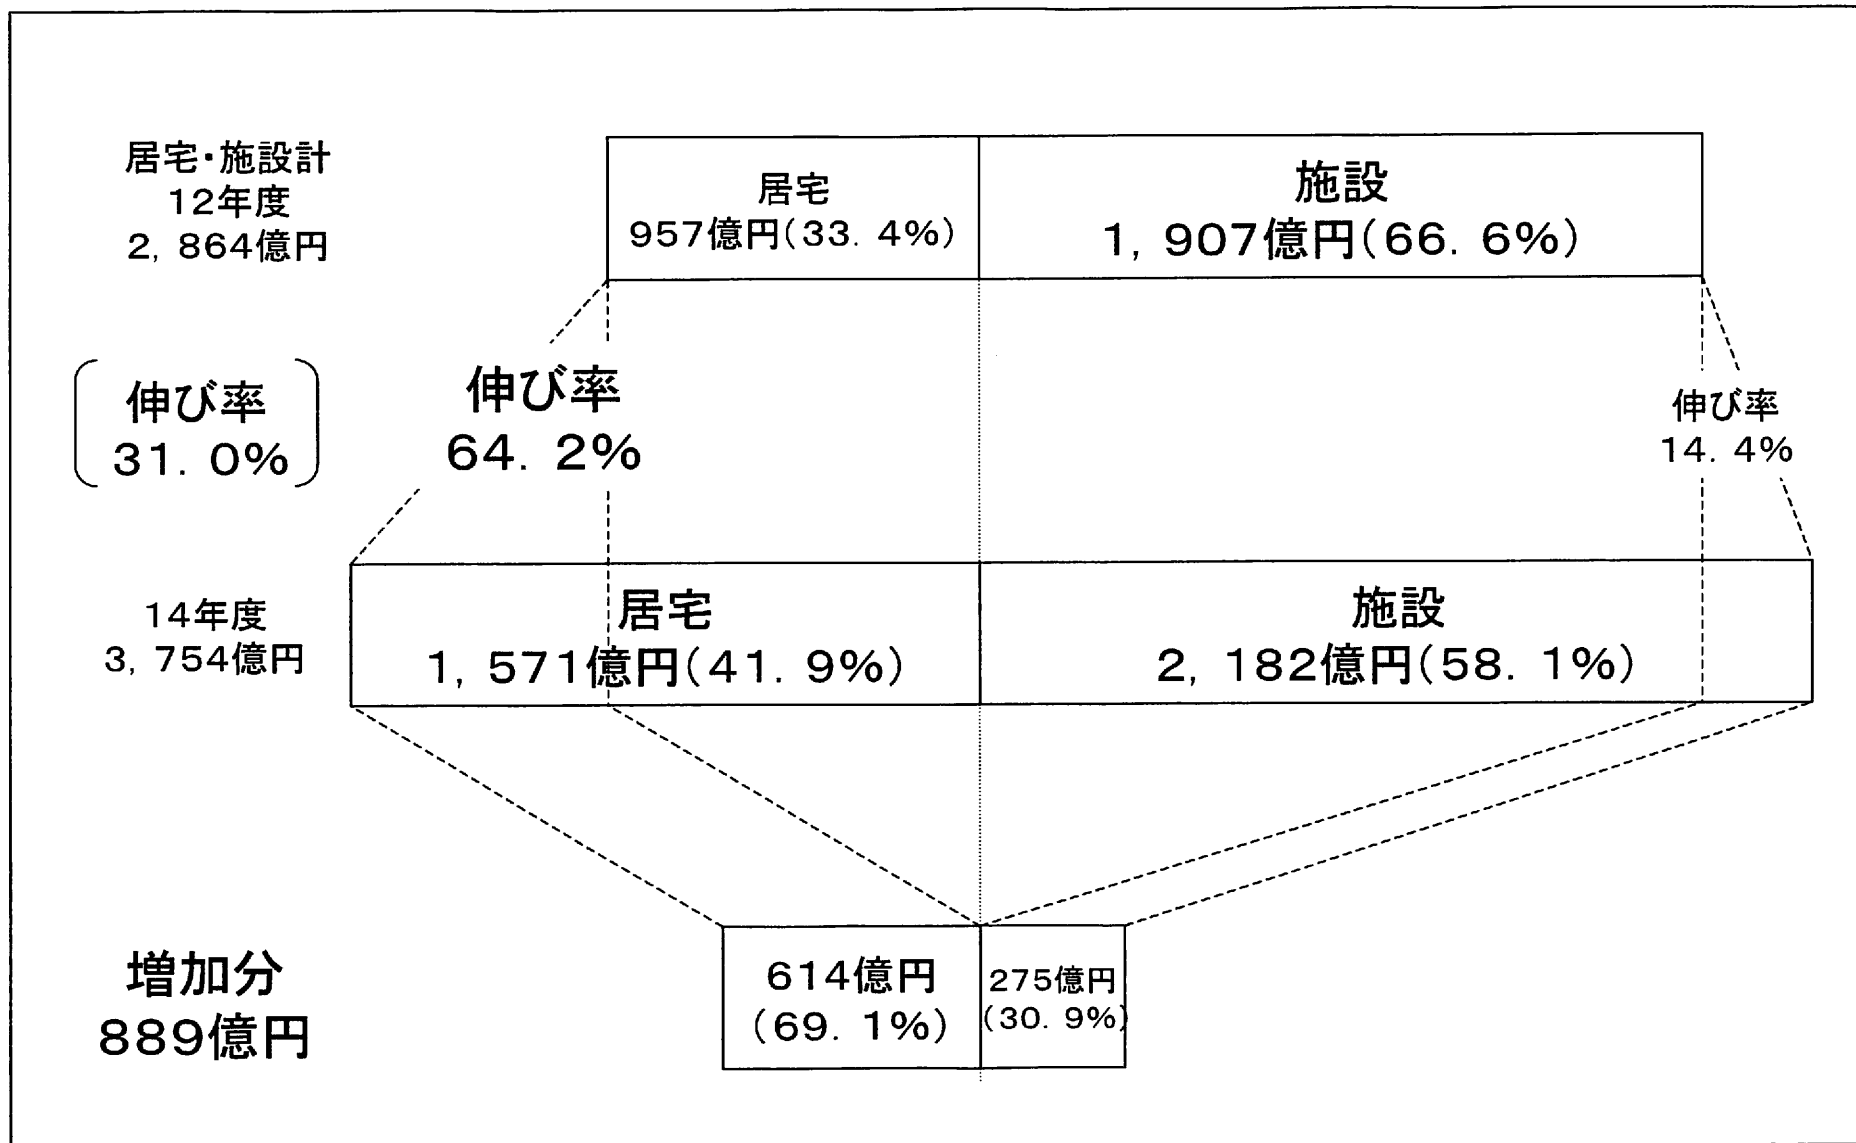 居宅・施設計
12年度
2, 864億円
居宅
957億円(33. 4%)
施設
1, 907億円(66. 6%)
伸び率
31. 0%
伸び率
64. 2%
伸び率
14. 4%
14年度
3, 754億円
居宅
1, 571億円(41. 9%)
施設
2, 182億円(58. 1%)
増加分
889億円
614億円
(69. 1%)
275億円
(30. 9%)